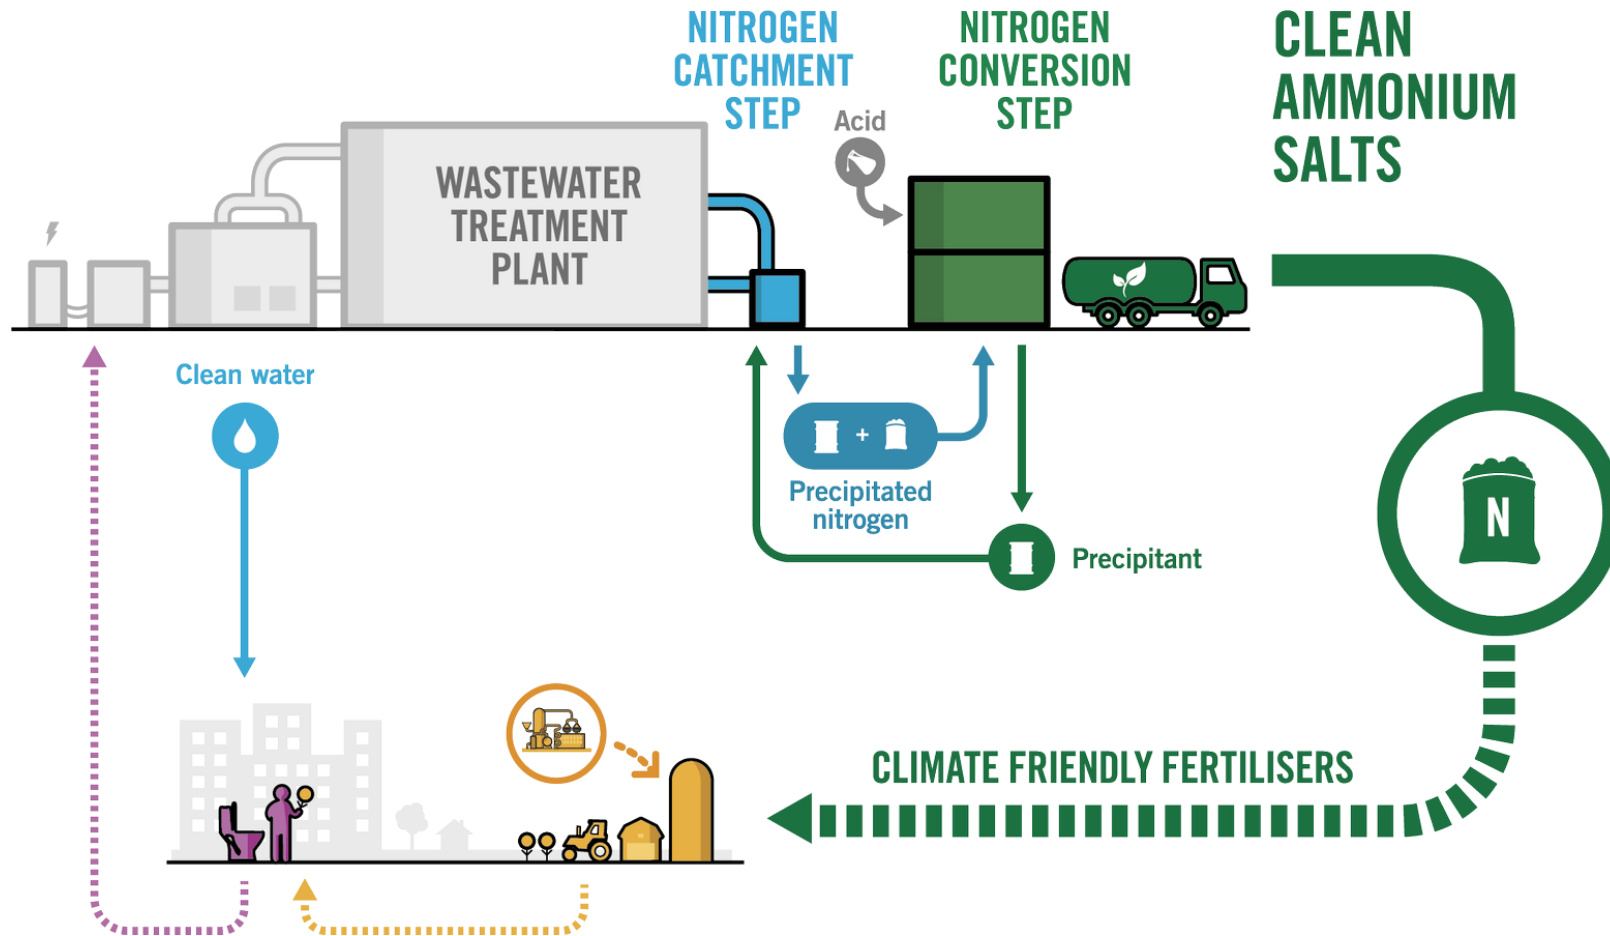 NITROGEN
CATCHMENT
STEP
NITROGEN
CONVERSION
STEP
CLEAN
AMMONIUM
SALTS
Acid
WASTEWATER
TREATMENT
PLANT
Clean water
+
Precipitated
nitrogen
Precipitant
N
CLIMATE FRIENDLY FERTILISERS